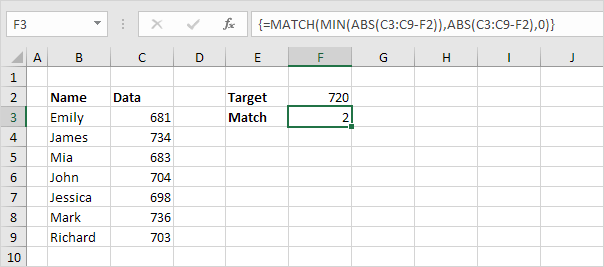 F3 fx {=MATCH(MIN(ABS(C3:C9-F2)),ABS(C3:C9-F2),0)}
A B C D E F G H I J
1
2 Name Data Target 720
3 Emily 681 Match 2
4 James 734
5 Mia 683
6 John 704
7 Jessica 698
8 Mark 736
9 Richard 703
10